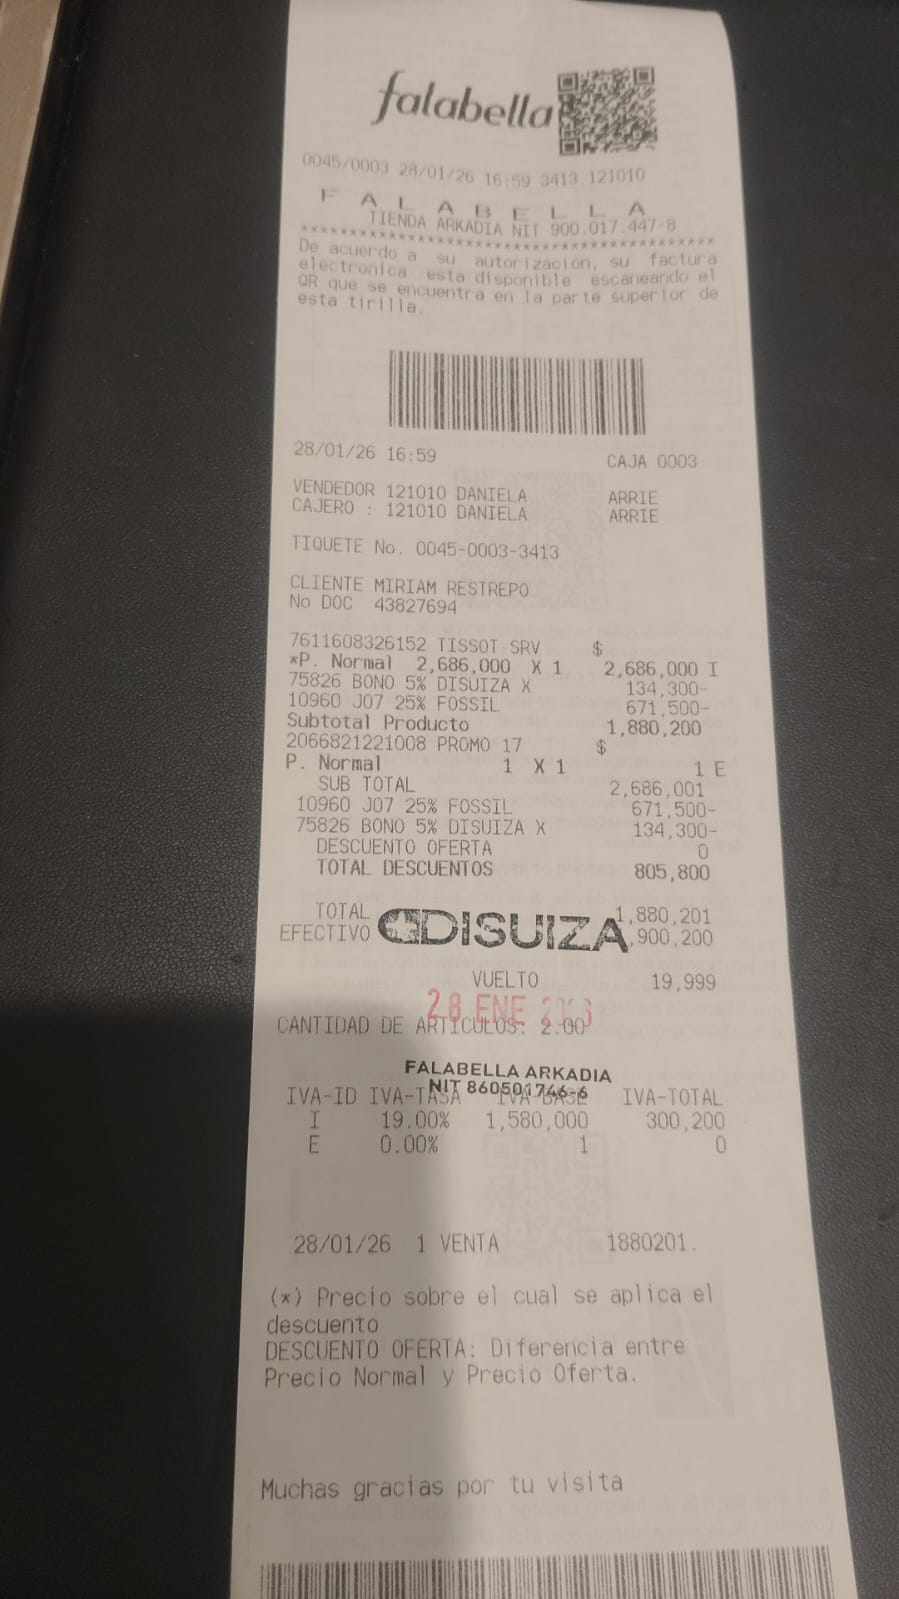 falabella
0045/0003 28/01/26 16:59 3413 121010
F A L A B E L L A
TIENDA ARKADIA NIT 900.017.447-8
****************************************
De acuerdo a su autorizacion, su factura
electronica esta disponible escaneando el
QR que se encuentra en la parte superior de
esta tirilla.
28/01/26 16:59 CAJA 0003
VENDEDOR 121010 DANIELA ARRIE
CAJERO : 121010 DANIELA ARRIE
TIQUETE No. 0045-0003-3413
CLIENTE MIRIAM RESTREPO
No DOC 43827694
7611608326152 TISSOT SRV $
*P. Normal 2,686,000 X 1 2,686,000 I
75826 BONO 5% DISUIZA X 134,300-
10960 J07 25% FOSSIL 671,500-
Subtotal Producto 1,880,200
2066821221008 PROMO 17 $
P. Normal 1 X 1 1 E
SUB TOTAL 2,686,001
10960 J07 25% FOSSIL 671,500-
75826 BONO 5% DISUIZA X 134,300-
DESCUENTO OFERTA 0
TOTAL DESCUENTOS 805,800
TOTAL 1,880,201
EFECTIVO ,900,200
DISUIZA
VUELTO 19,999
28 ENE
CANTIDAD DE ARTICULOS: 2.00
FALABELLA ARKADIA
NIT 860501746-6
IVA-ID IVA-TASA IVA-BASE IVA-TOTAL
I 19.00% 1,580,000 300,200
E 0.00% 1 0
28/01/26 1 VENTA 1880201.
(*) Precio sobre el cual se aplica el
descuento
DESCUENTO OFERTA: Diferencia entre
Precio Normal y Precio Oferta.
Muchas gracias por tu visita